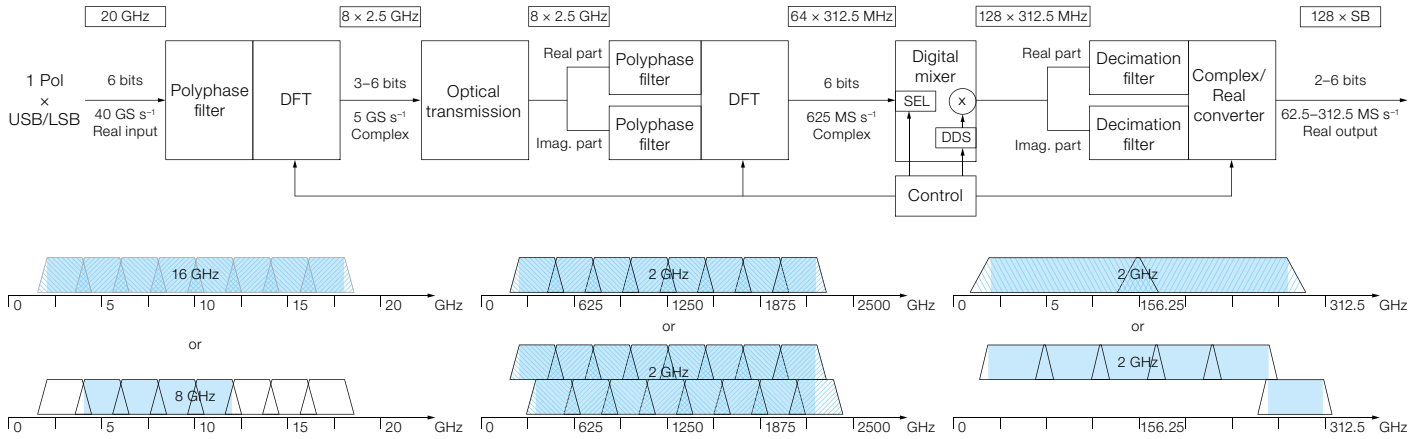 20 GHz
8 × 2.5 GHz
8 × 2.5 GHz
64 × 312.5 MHz
128 × 312.5 MHz
128 × SB
1 Pol
×
USB/LSB
6 bits
40 GS s⁻¹
Real input
Polyphase
filter
DFT
3–6 bits
5 GS s⁻¹
Complex
Optical
transmission
Real part
Imag. part
Polyphase
filter
Polyphase
filter
DFT
6 bits
625 MS s⁻¹
Complex
Digital
mixer
SEL
x
DDS
Control
Real part
Imag. part
Decimation
filter
Decimation
filter
Complex/
Real
converter
2–6 bits
62.5–312.5 MS s⁻¹
Real output
16 GHz
0 5 10 15 20 GHz
or
8 GHz
0 5 10 15 20 GHz
2 GHz
0 625 1250 1875 2500 GHz
or
2 GHz
0 625 1250 1875 2500 GHz
2 GHz
0 5 156.25 312.5 GHz
or
2 GHz
0 156.25 312.5 GHz